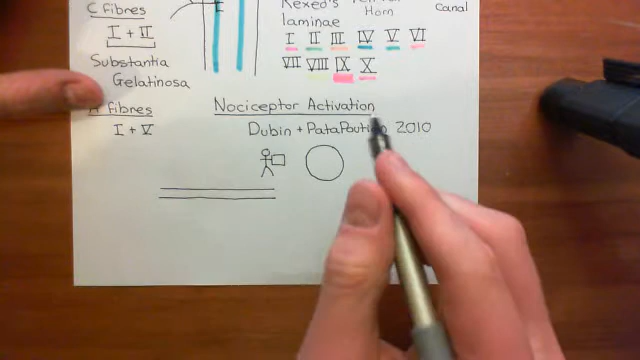 C fibres
I + II
Substantia
Gelatinosa
fibres
I + V
Rexed's
laminae
Horn
Canal
I II III IV V VI
VII VIII IX X
Nociceptor Activation
Dubin + 2010